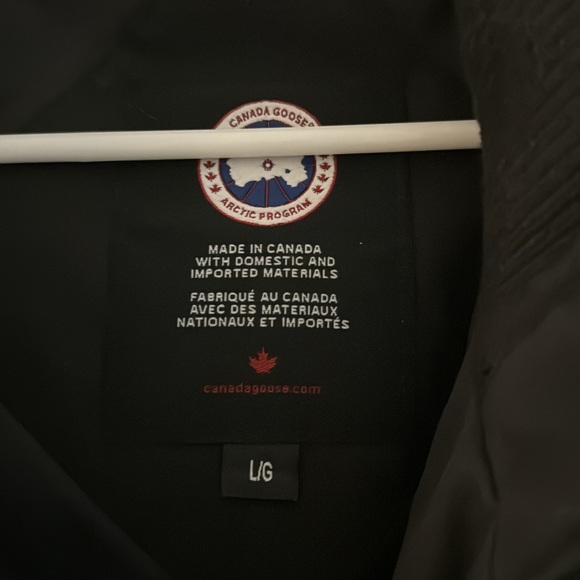 CANADA GOOSE
ARCTIC PROGRAM
MADE IN CANADA
WITH DOMESTIC AND
IMPORTED MATERIALS
FABRIQUÉ AU CANADA
AVEC DES MATERIAUX
NATIONAUX ET IMPORTÉS
canadagoose.com
L/G